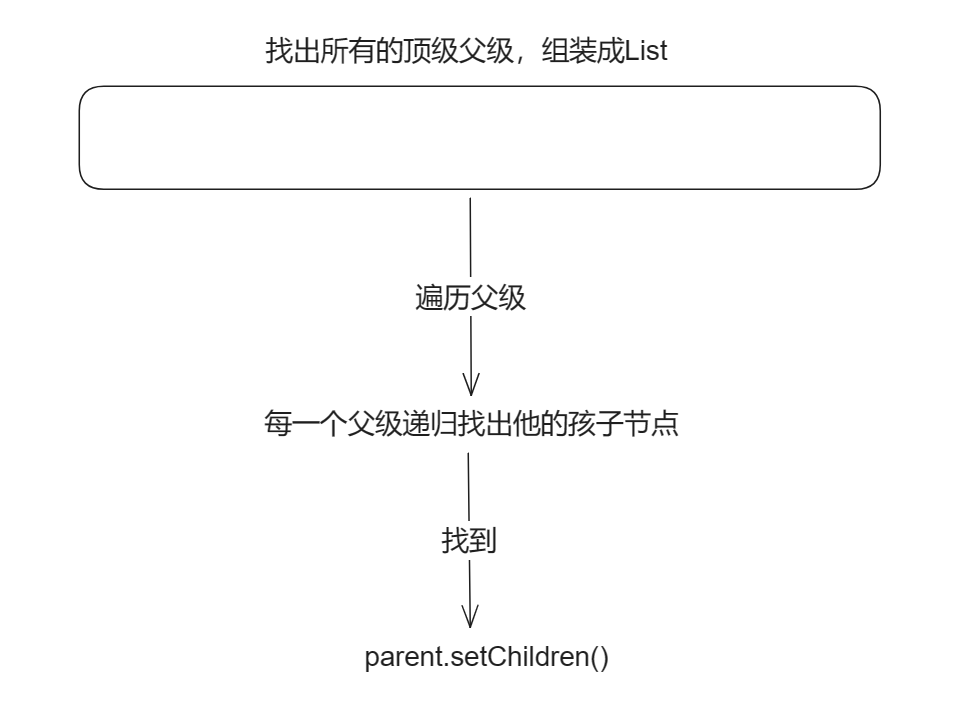 找出所有的顶级父级，组装成List
遍历父级
每一个父级递归找出他的孩子节点
找到
parent.setChildren()